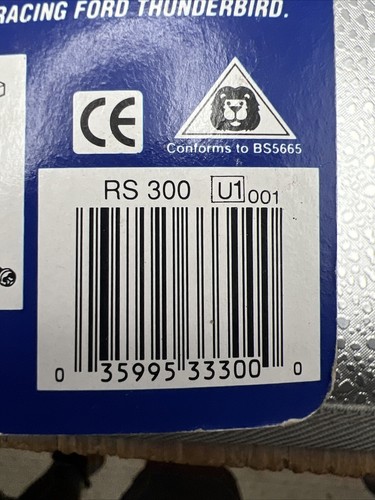 RACING FORD THUNDERBIRD.
CE
Conforms to BS5665
RS 300 U1 001
0 35995 33300 0